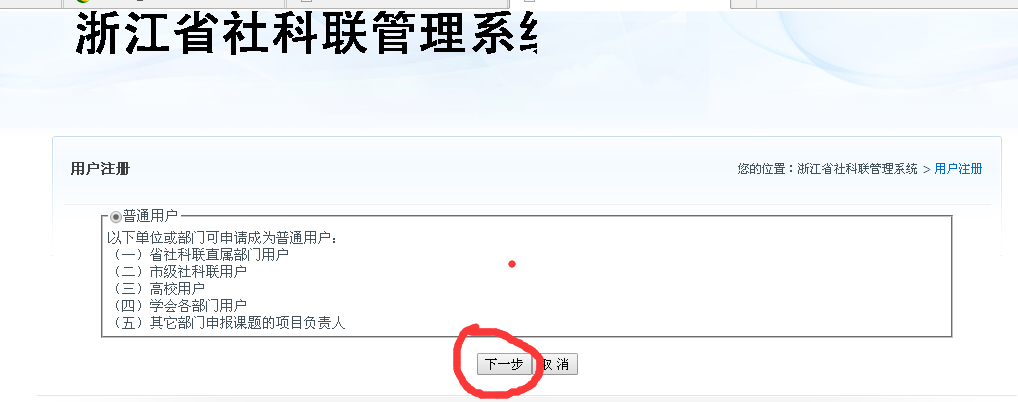 浙江省社科联管理系统
用户注册
您的位置：浙江省社科联管理系统 > 用户注册
普通用户
以下单位或部门可申请成为普通用户：
（一）省社科联直属部门用户
（二）市级社科联用户
（三）高校用户
（四）学会各部门用户
（五）其它部门申报课题的项目负责人
下一步
取 消